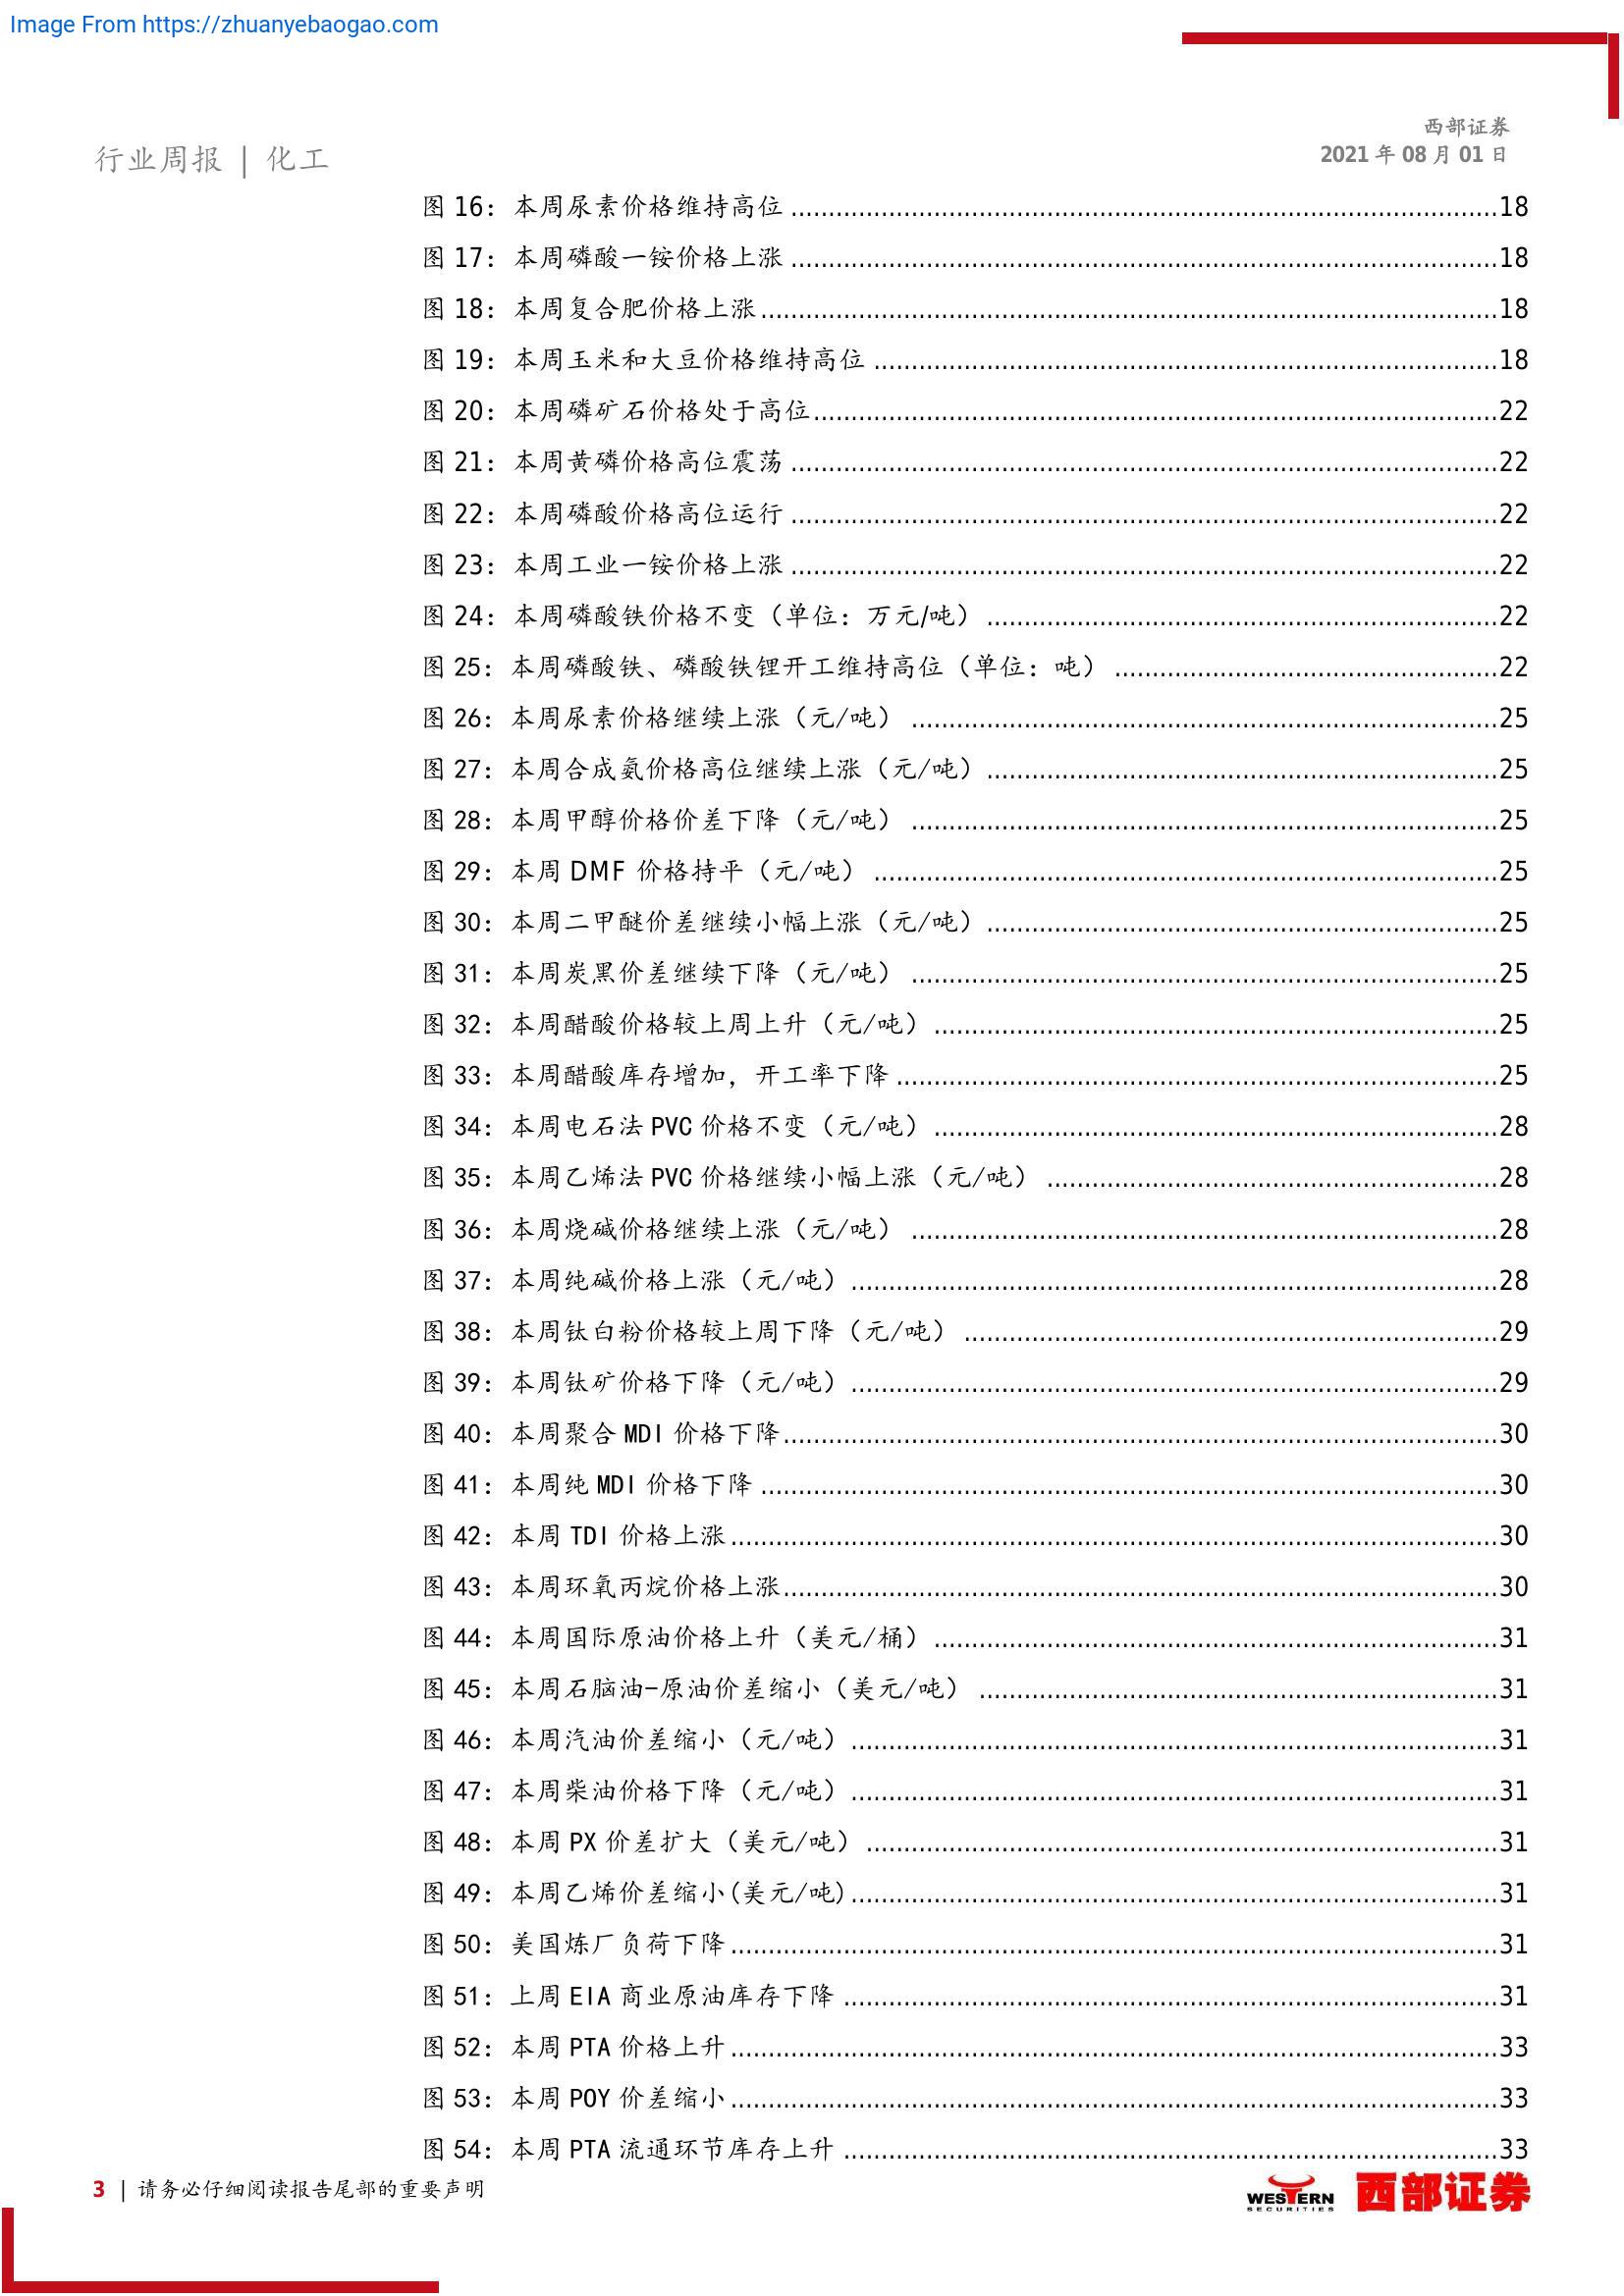 Image From https://zhuanyebaogao.com
西部证券
行业周报 | 化工
2021 年 08 月 01 日
图 16：本周尿素价格维持高位 ..........18
图 17：本周磷酸一铵价格上涨 ..........18
图 18：本周复合肥价格上涨 ..........18
图 19：本周玉米和大豆价格维持高位 ..........18
图 20：本周磷矿石价格处于高位 ..........22
图 21：本周黄磷价格高位震荡 ..........22
图 22：本周磷酸价格高位运行 ..........22
图 23：本周工业一铵价格上涨 ..........22
图 24：本周磷酸铁价格不变（单位：万元/吨） ..........22
图 25：本周磷酸铁、磷酸铁锂开工维持高位（单位：吨） ..........22
图 26：本周尿素价格继续上涨（元/吨） ..........25
图 27：本周合成氨价格高位继续上涨（元/吨） ..........25
图 28：本周甲醇价格价差下降（元/吨） ..........25
图 29：本周 DMF 价格持平（元/吨） ..........25
图 30：本周二甲醚价差继续小幅上涨（元/吨） ..........25
图 31：本周炭黑价差继续下降（元/吨） ..........25
图 32：本周醋酸价格较上周上升（元/吨） ..........25
图 33：本周醋酸库存增加，开工率下降 ..........25
图 34：本周电石法 PVC 价格不变（元/吨） ..........28
图 35：本周乙烯法 PVC 价格继续小幅上涨（元/吨） ..........28
图 36：本周烧碱价格继续上涨（元/吨） ..........28
图 37：本周纯碱价格上涨（元/吨） ..........28
图 38：本周钛白粉价格较上周下降（元/吨） ..........29
图 39：本周钛矿价格下降（元/吨） ..........29
图 40：本周聚合 MDI 价格下降 ..........30
图 41：本周纯 MDI 价格下降 ..........30
图 42：本周 TDI 价格上涨 ..........30
图 43：本周环氧丙烷价格上涨 ..........30
图 44：本周国际原油价格上升（美元/桶） ..........31
图 45：本周石脑油-原油价差缩小（美元/吨） ..........31
图 46：本周汽油价差缩小（元/吨） ..........31
图 47：本周柴油价格下降（元/吨） ..........31
图 48：本周 PX 价差扩大（美元/吨） ..........31
图 49：本周乙烯价差缩小(美元/吨) ..........31
图 50：美国炼厂负荷下降 ..........31
图 51：上周 EIA 商业原油库存下降 ..........31
图 52：本周 PTA 价格上升 ..........33
图 53：本周 POY 价差缩小 ..........33
图 54：本周 PTA 流通环节库存上升 ..........33
3 | 请务必仔细阅读报告尾部的重要声明
WESTERN
SECURITIES
西部证券